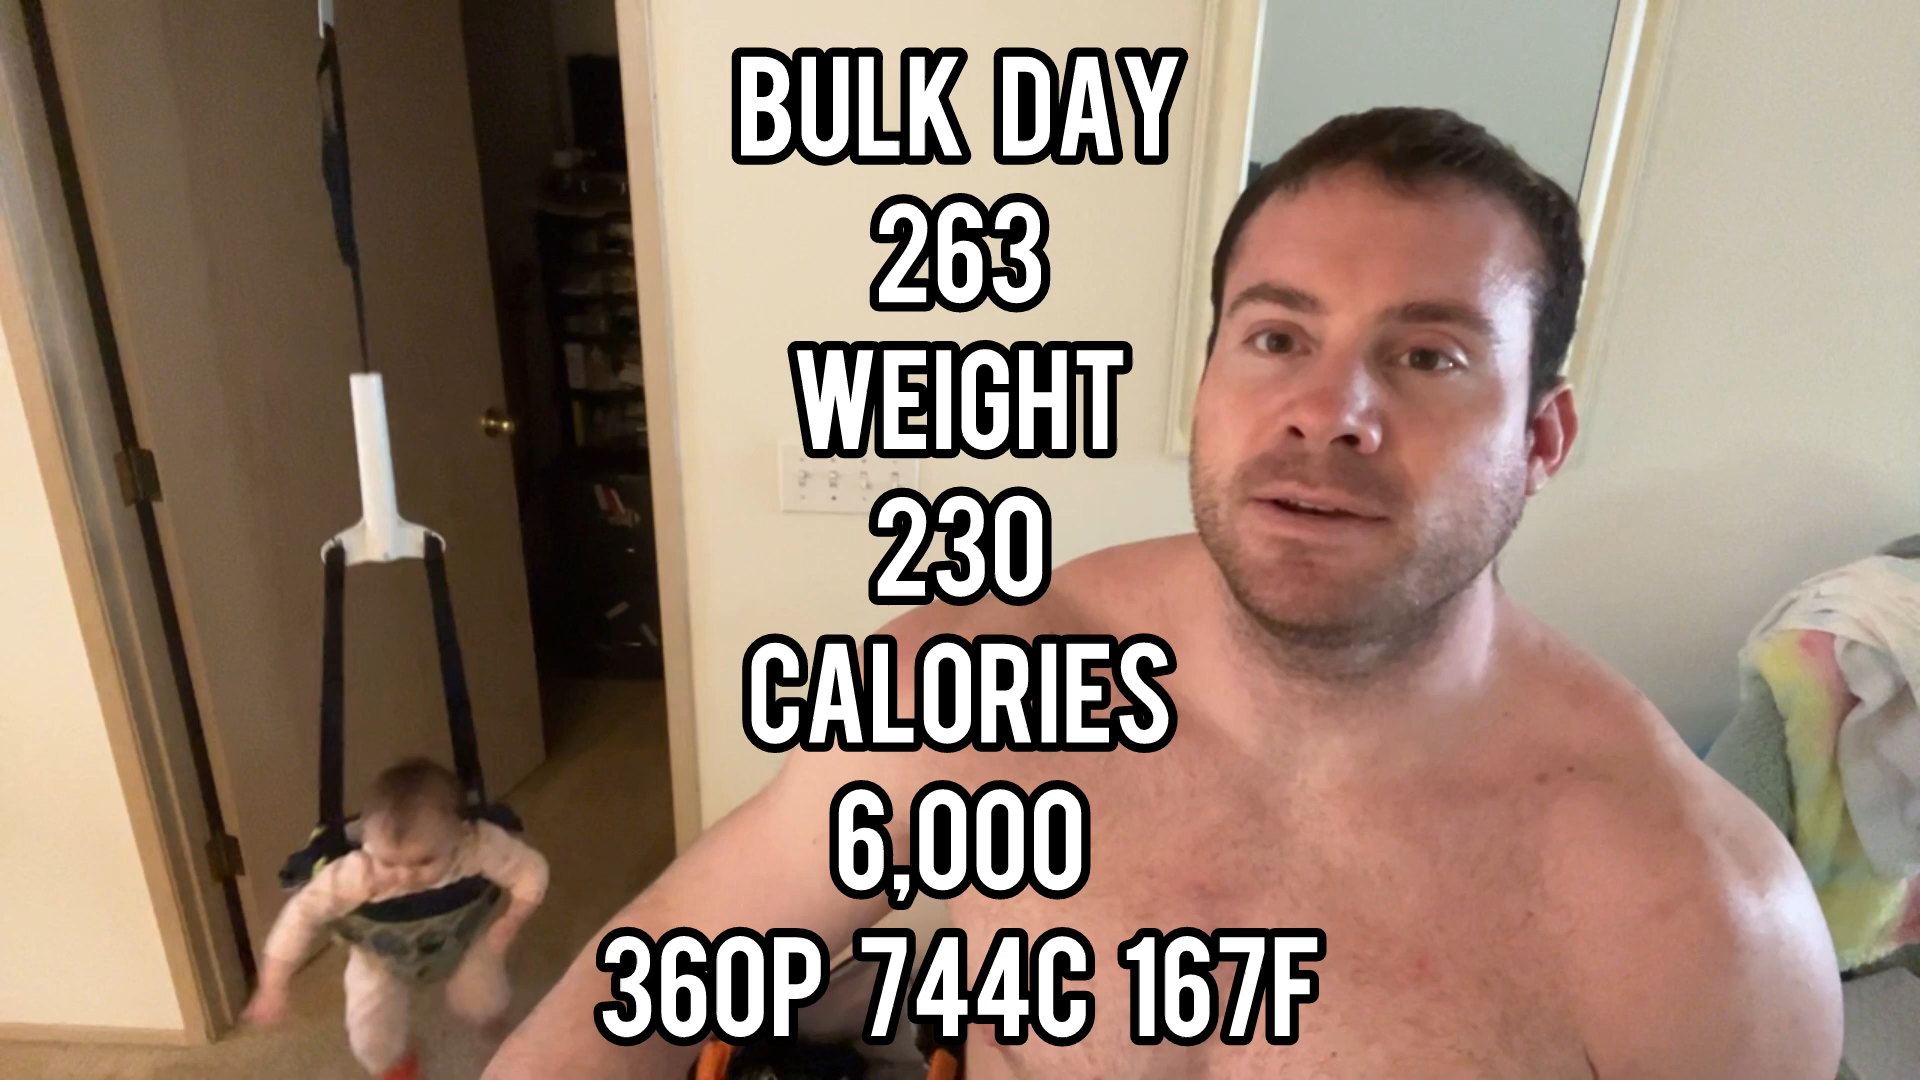 BULK DAY
263
WEIGHT
230
CALORIES
6,000
360P 744C 167F